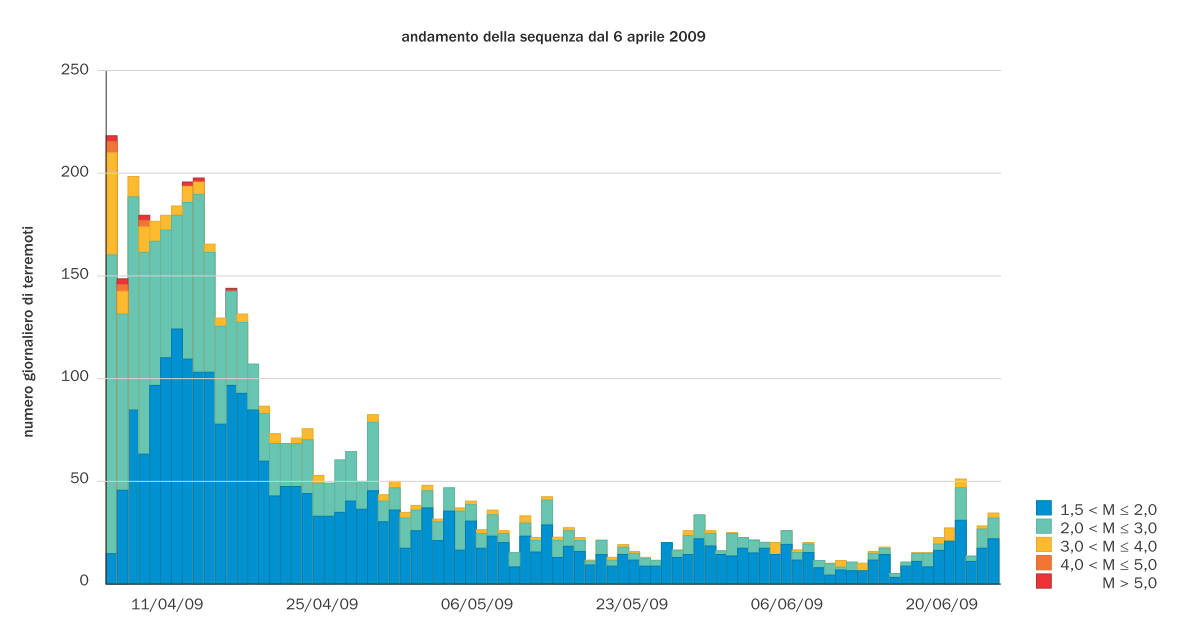 andamento della sequenza dal 6 aprile 2009
numero giornaliero di terremoti
250
200
150
100
50
0
11/04/09
25/04/09
06/05/09
23/05/09
06/06/09
20/06/09
1,5 < M ≤ 2,0
2,0 < M ≤ 3,0
3,0 < M ≤ 4,0
4,0 < M ≤ 5,0
M > 5,0